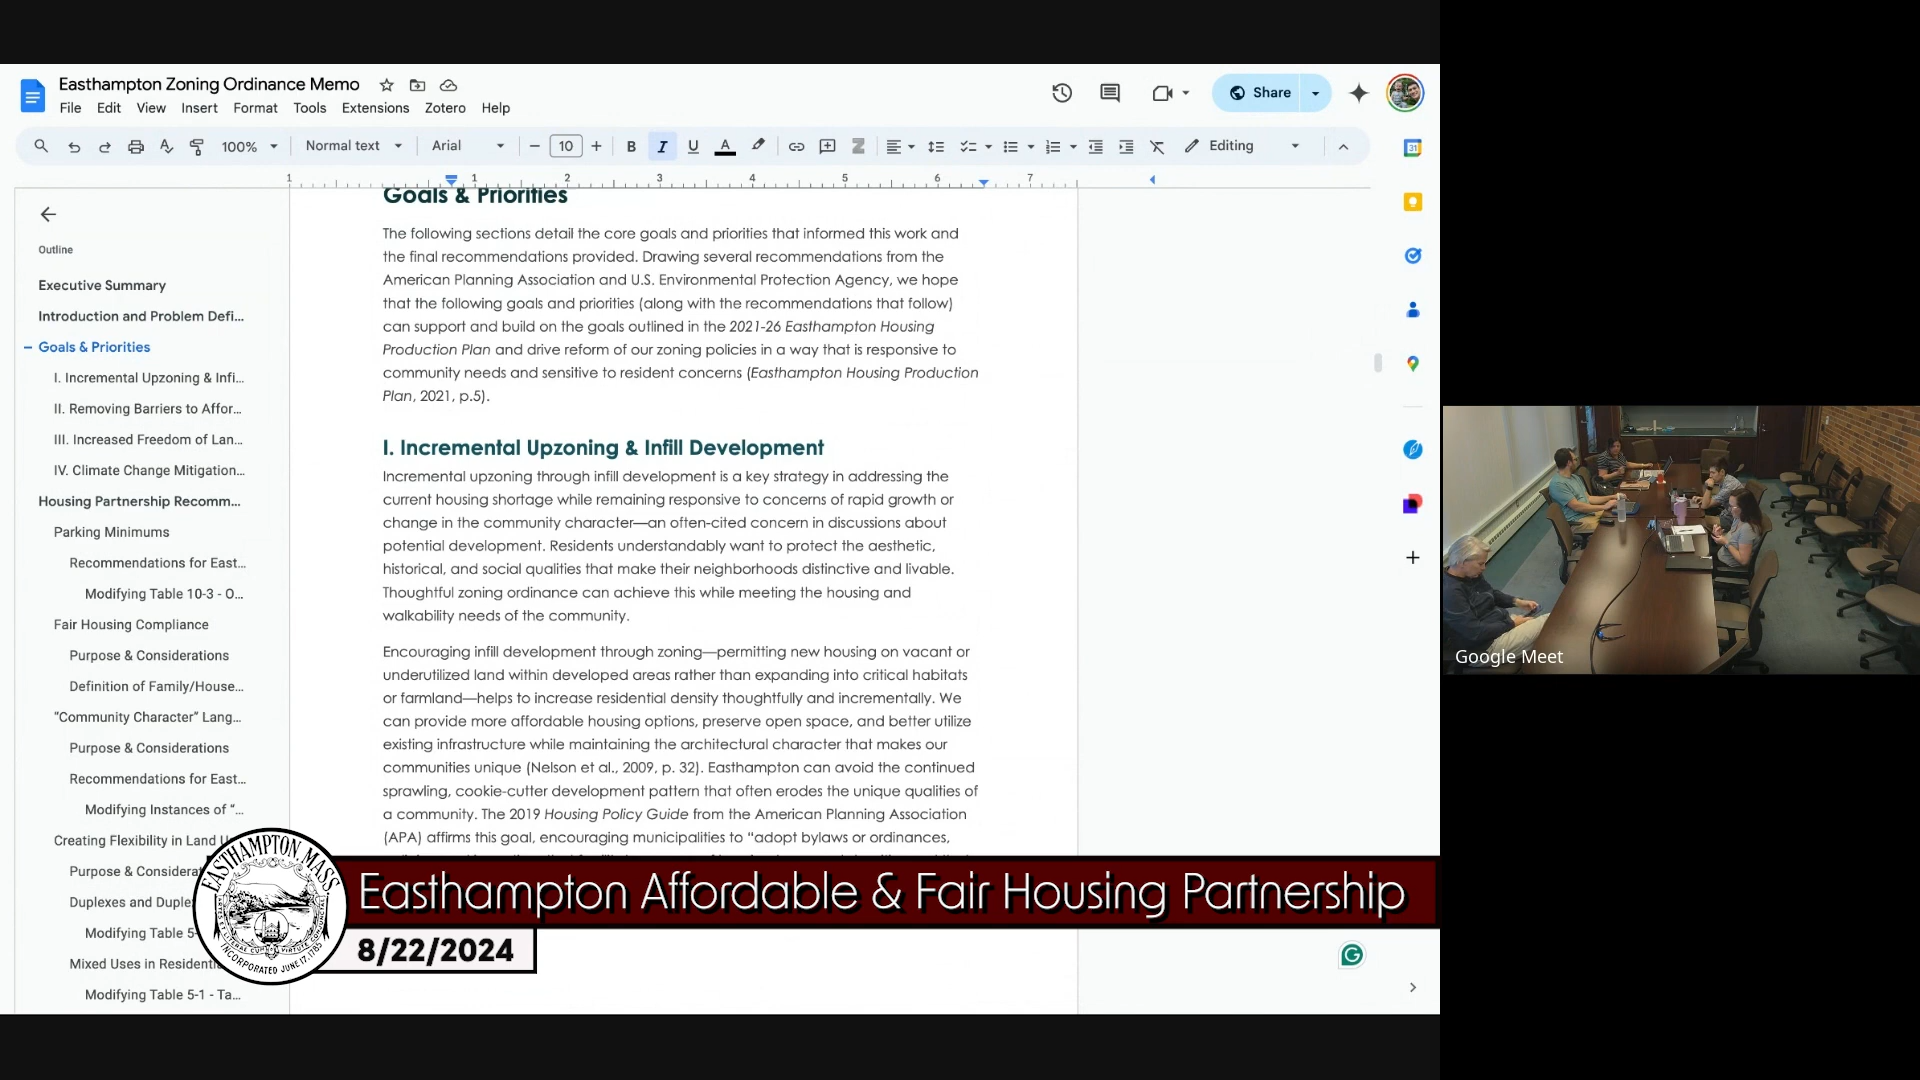 Easthampton Zoning Ordinance Memo
File Edit View Insert Format Tools Extensions Zotero Help
Share
100% Normal text Arial 10 B I U A Editing
1 1 2 3 4 5 6 7
Outline
Executive Summary
Introduction and Problem Defi...
Goals & Priorities
I. Incremental Upzoning & Infi...
II. Removing Barriers to Affor...
III. Increased Freedom of Lan...
IV. Climate Change Mitigation...
Housing Partnership Recomm...
Parking Minimums
Recommendations for East...
Modifying Table 10-3 - O...
Fair Housing Compliance
Purpose & Considerations
Definition of Family/House...
“Community Character” Lang...
Purpose & Considerations
Recommendations for East...
Modifying Instances of “...
Creating Flexibility in Land U
Purpose & Considera
Duplexes and Duple
Modifying Table 5-
Mixed Uses in Residenti
Modifying Table 5-1 - Ta...
Goals & Priorities
The following sections detail the core goals and priorities that informed this work and
the final recommendations provided. Drawing several recommendations from the
American Planning Association and U.S. Environmental Protection Agency, we hope
that the following goals and priorities (along with the recommendations that follow)
can support and build on the goals outlined in the 2021-26 Easthampton Housing
Production Plan and drive reform of our zoning policies in a way that is responsive to
community needs and sensitive to resident concerns (Easthampton Housing Production
Plan, 2021, p.5).
I. Incremental Upzoning & Infill Development
Incremental upzoning through infill development is a key strategy in addressing the
current housing shortage while remaining responsive to concerns of rapid growth or
change in the community character—an often-cited concern in discussions about
potential development. Residents understandably want to protect the aesthetic,
historical, and social qualities that make their neighborhoods distinctive and livable.
Thoughtful zoning ordinance can achieve this while meeting the housing and
walkability needs of the community.
Encouraging infill development through zoning—permitting new housing on vacant or
underutilized land within developed areas rather than expanding into critical habitats
or farmland—helps to increase residential density thoughtfully and incrementally. We
can provide more affordable housing options, preserve open space, and better utilize
existing infrastructure while maintaining the architectural character that makes our
communities unique (Nelson et al., 2009, p. 32). Easthampton can avoid the continued
sprawling, cookie-cutter development pattern that often erodes the unique qualities of
a community. The 2019 Housing Policy Guide from the American Planning Association
(APA) affirms this goal, encouraging municipalities to “adopt bylaws or ordinances,
EASTHAMPTON MASS.
INCORPORATED JUNE 17, 1785
Easthampton Affordable & Fair Housing Partnership
8/22/2024
31
Google Meet